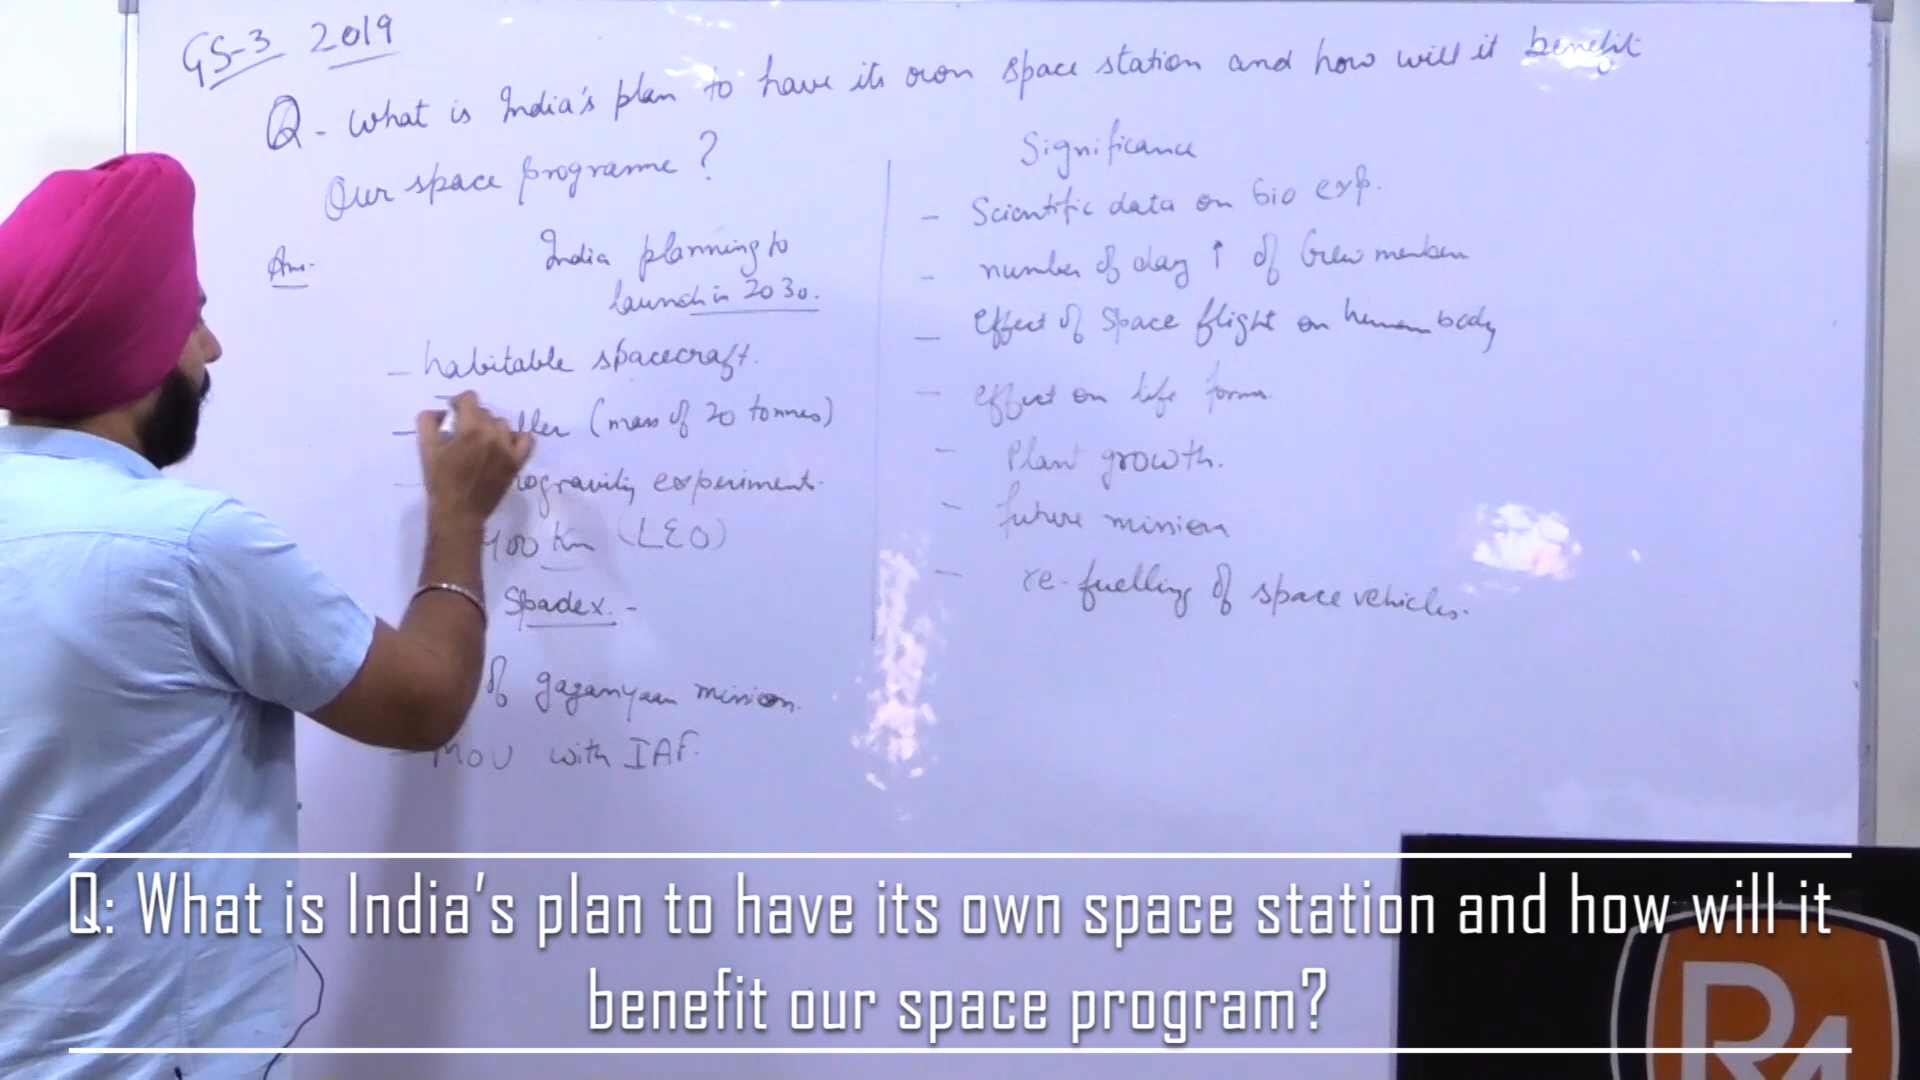 GS-3 2019
Q - What is India's plan to have its own space station and how will it benefit
Our space programe ?
Ans.
India planning to
launch in 2030.
- habitable spacecraft.
- (mass of 20 tonnes)
- experiment.
400 km (LEO)
Spadex. -
of gaganyaan mission.
- MOU with IAF.
Significance
- Scientific data on bio exp.
- number of day ↑ of Crew members
- effect of Space flight on human body
- effect on life forms
- Plant growth.
- future mission
- re-fuelling of space vehicles.
Q: What is India's plan to have its own space station and how will it
benefit our space program?
RA